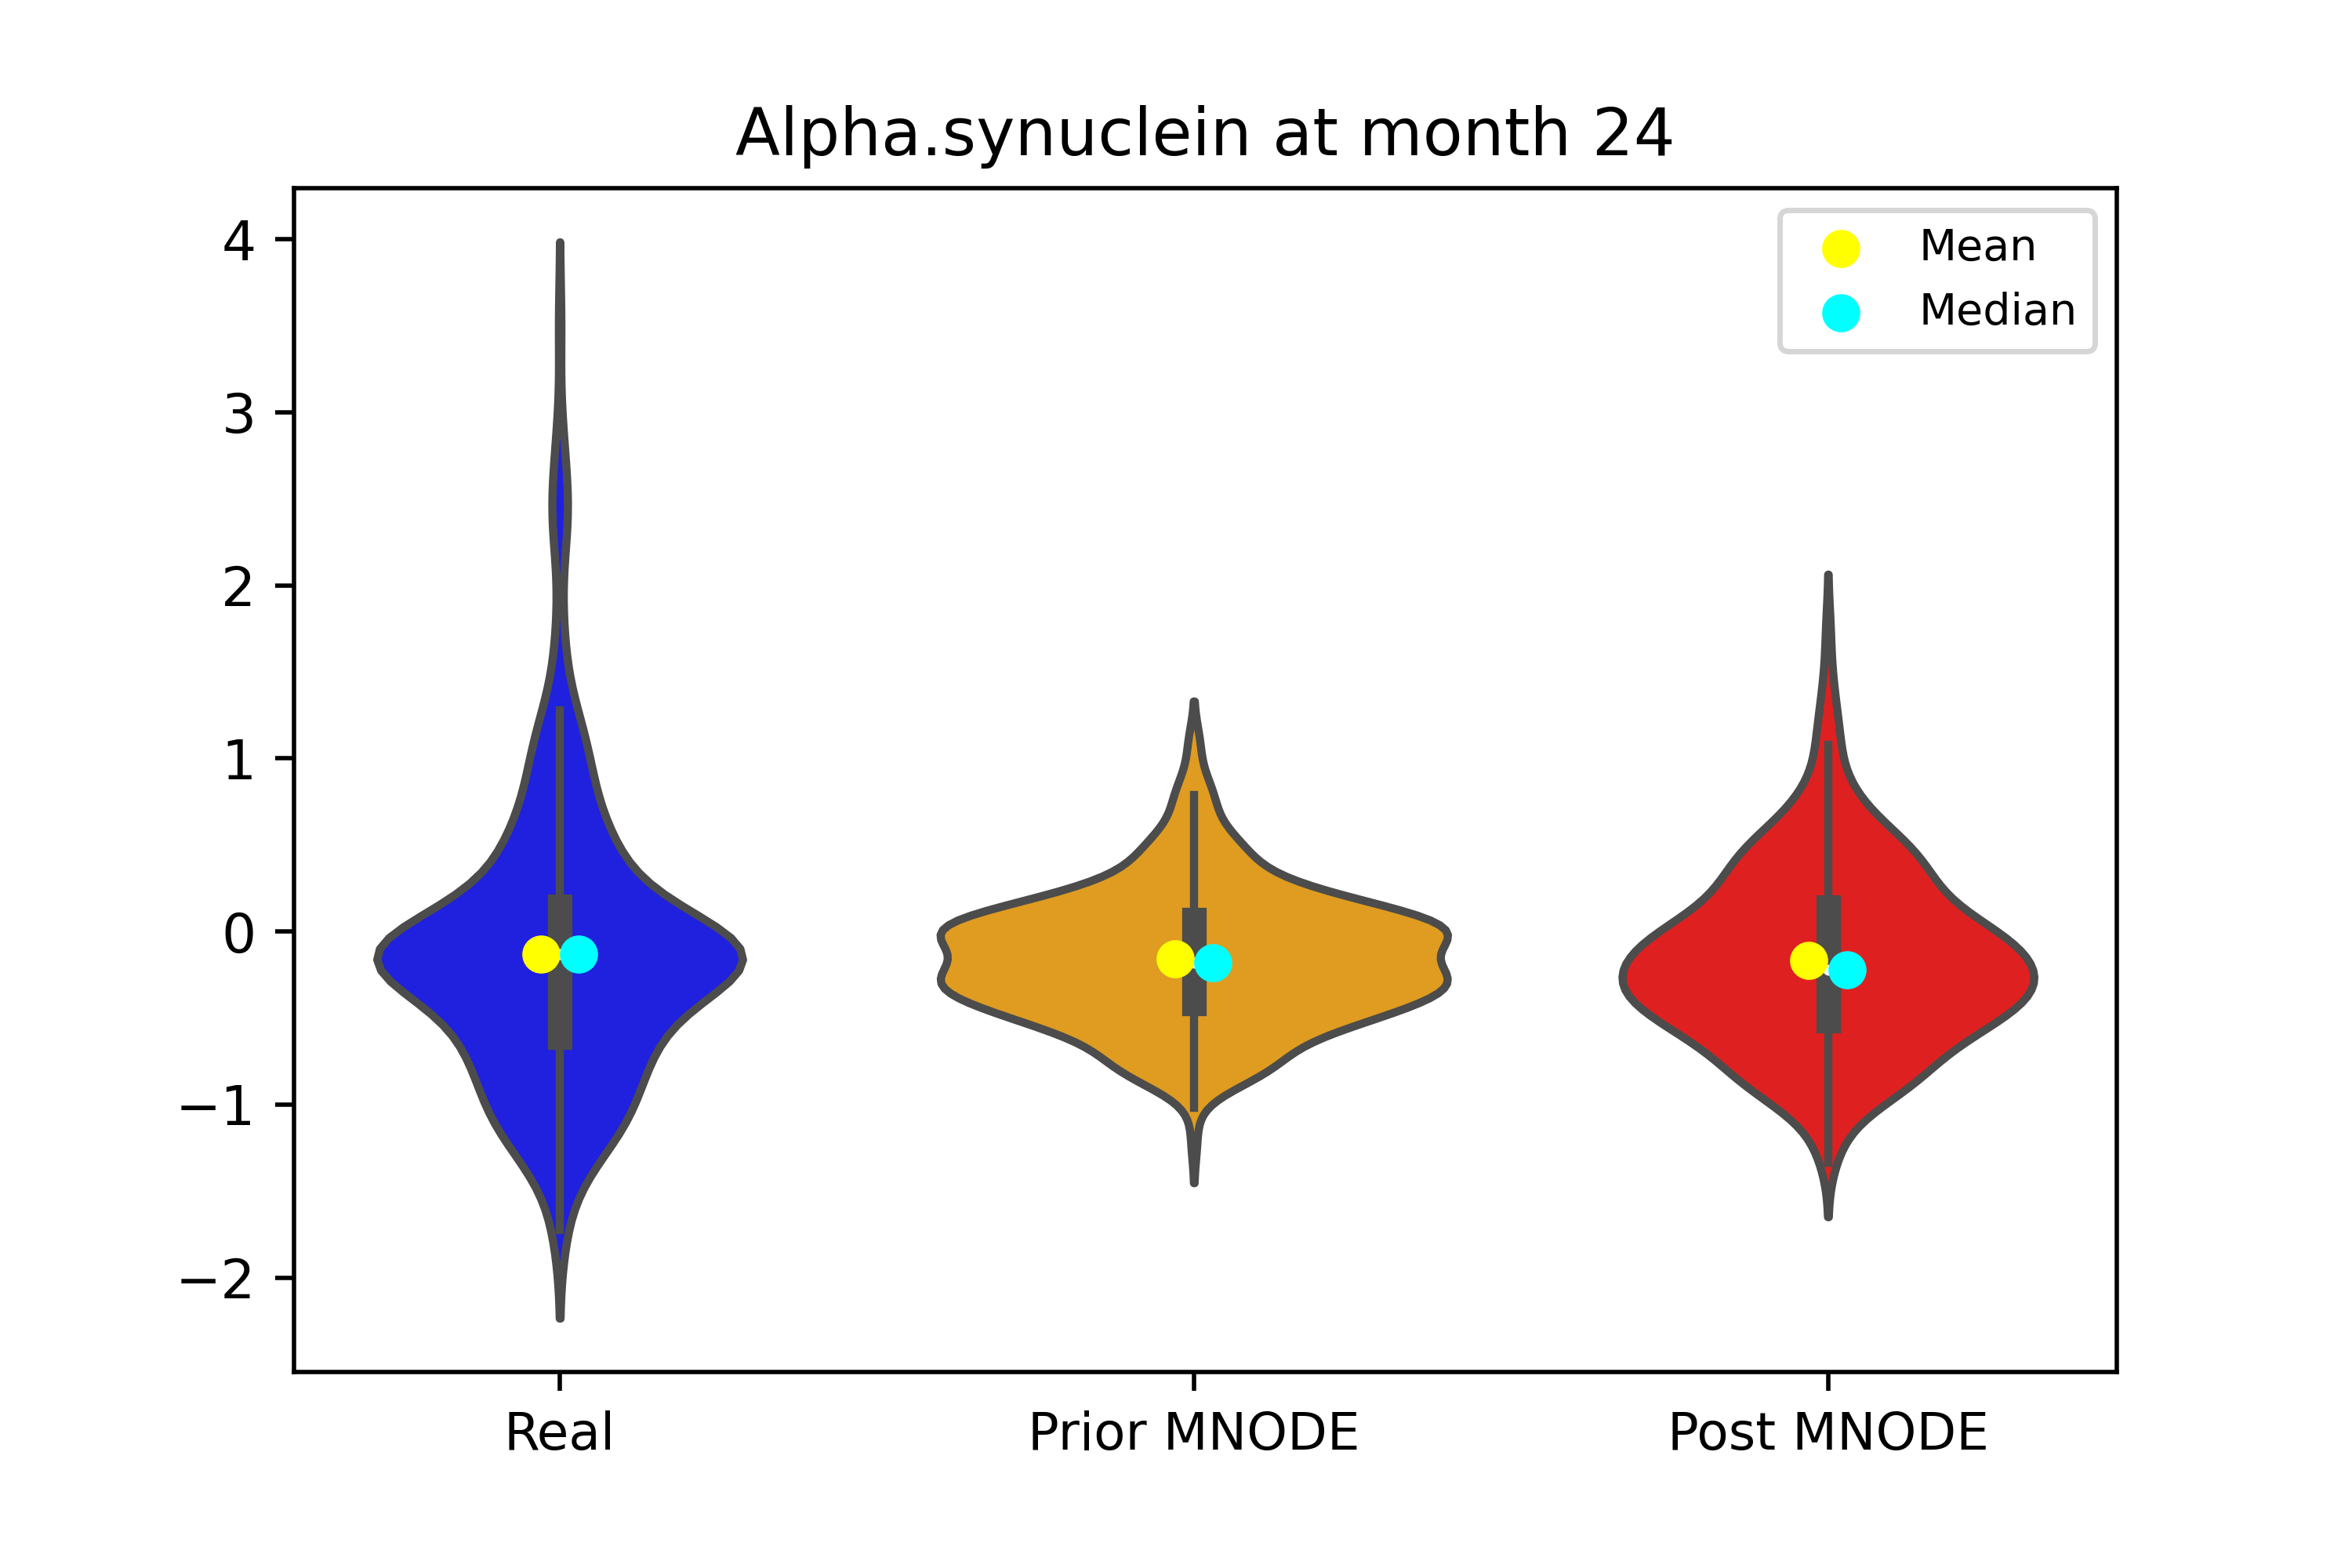 Alpha.synuclein at month 24
Mean
Median
4
3
2
1
0
−1
−2
Real
Prior MNODE
Post MNODE